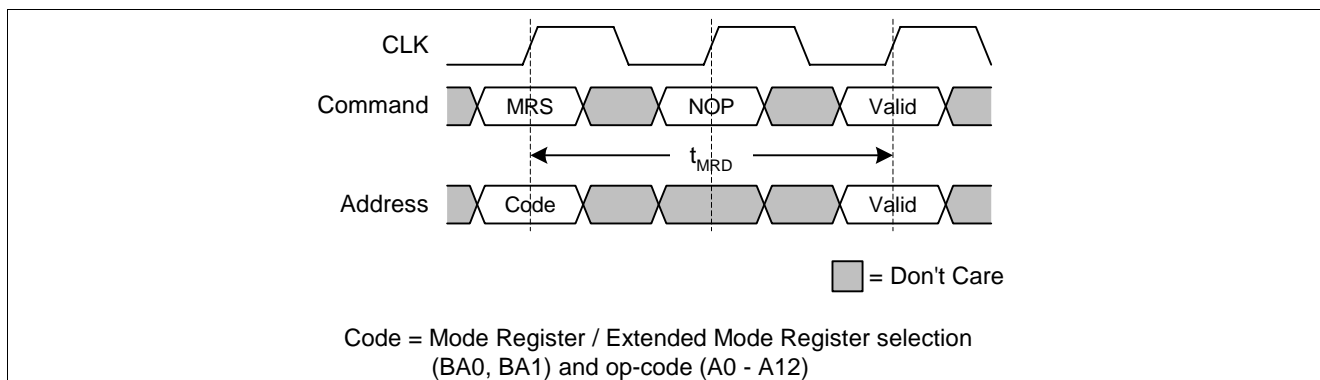 CLK
Command MRS NOP Valid
tMRD
Address Code Valid
= Don't Care
Code = Mode Register / Extended Mode Register selection
(BA0, BA1) and op-code (A0 - A12)